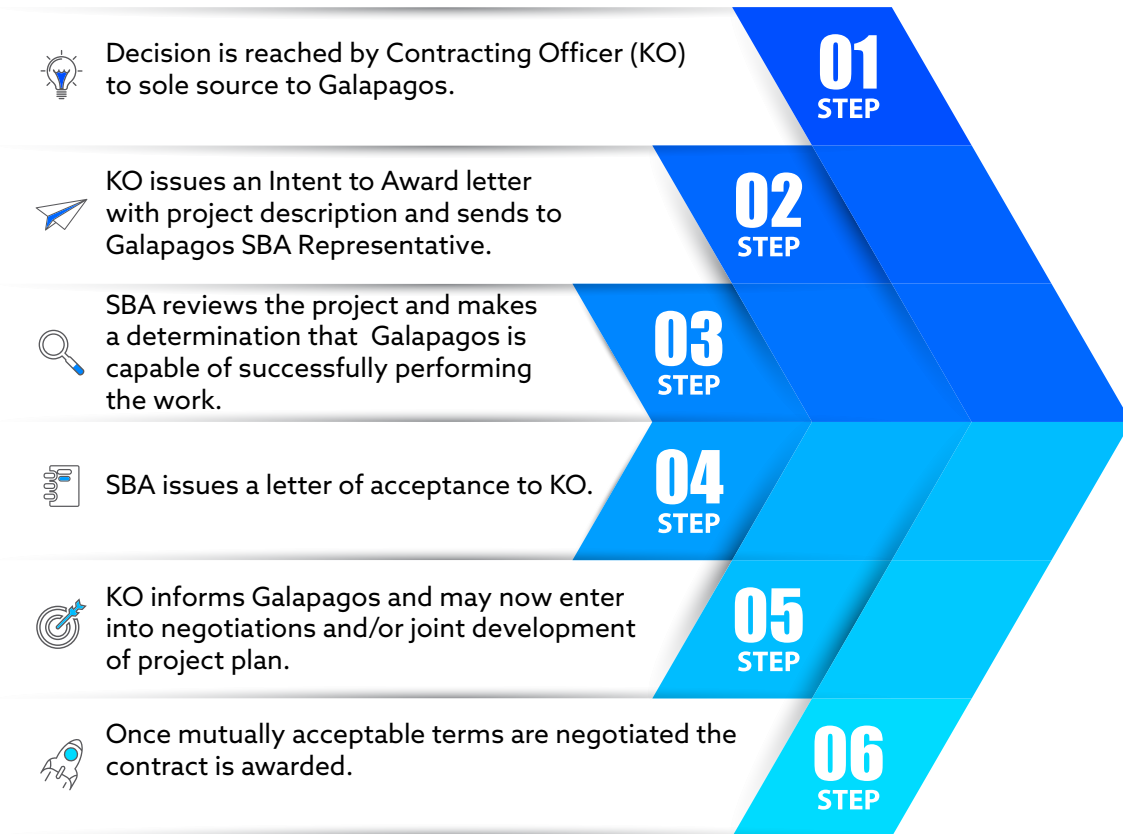 Decision is reached by Contracting Officer (KO)
to sole source to Galapagos.
01
STEP
KO issues an Intent to Award letter
with project description and sends to
Galapagos SBA Representative.
02
STEP
SBA reviews the project and makes
a determination that Galapagos is
capable of successfully performing
the work.
03
STEP
SBA issues a letter of acceptance to KO.
04
STEP
KO informs Galapagos and may now enter
into negotiations and/or joint development
of project plan.
05
STEP
Once mutually acceptable terms are negotiated the
contract is awarded.
06
STEP